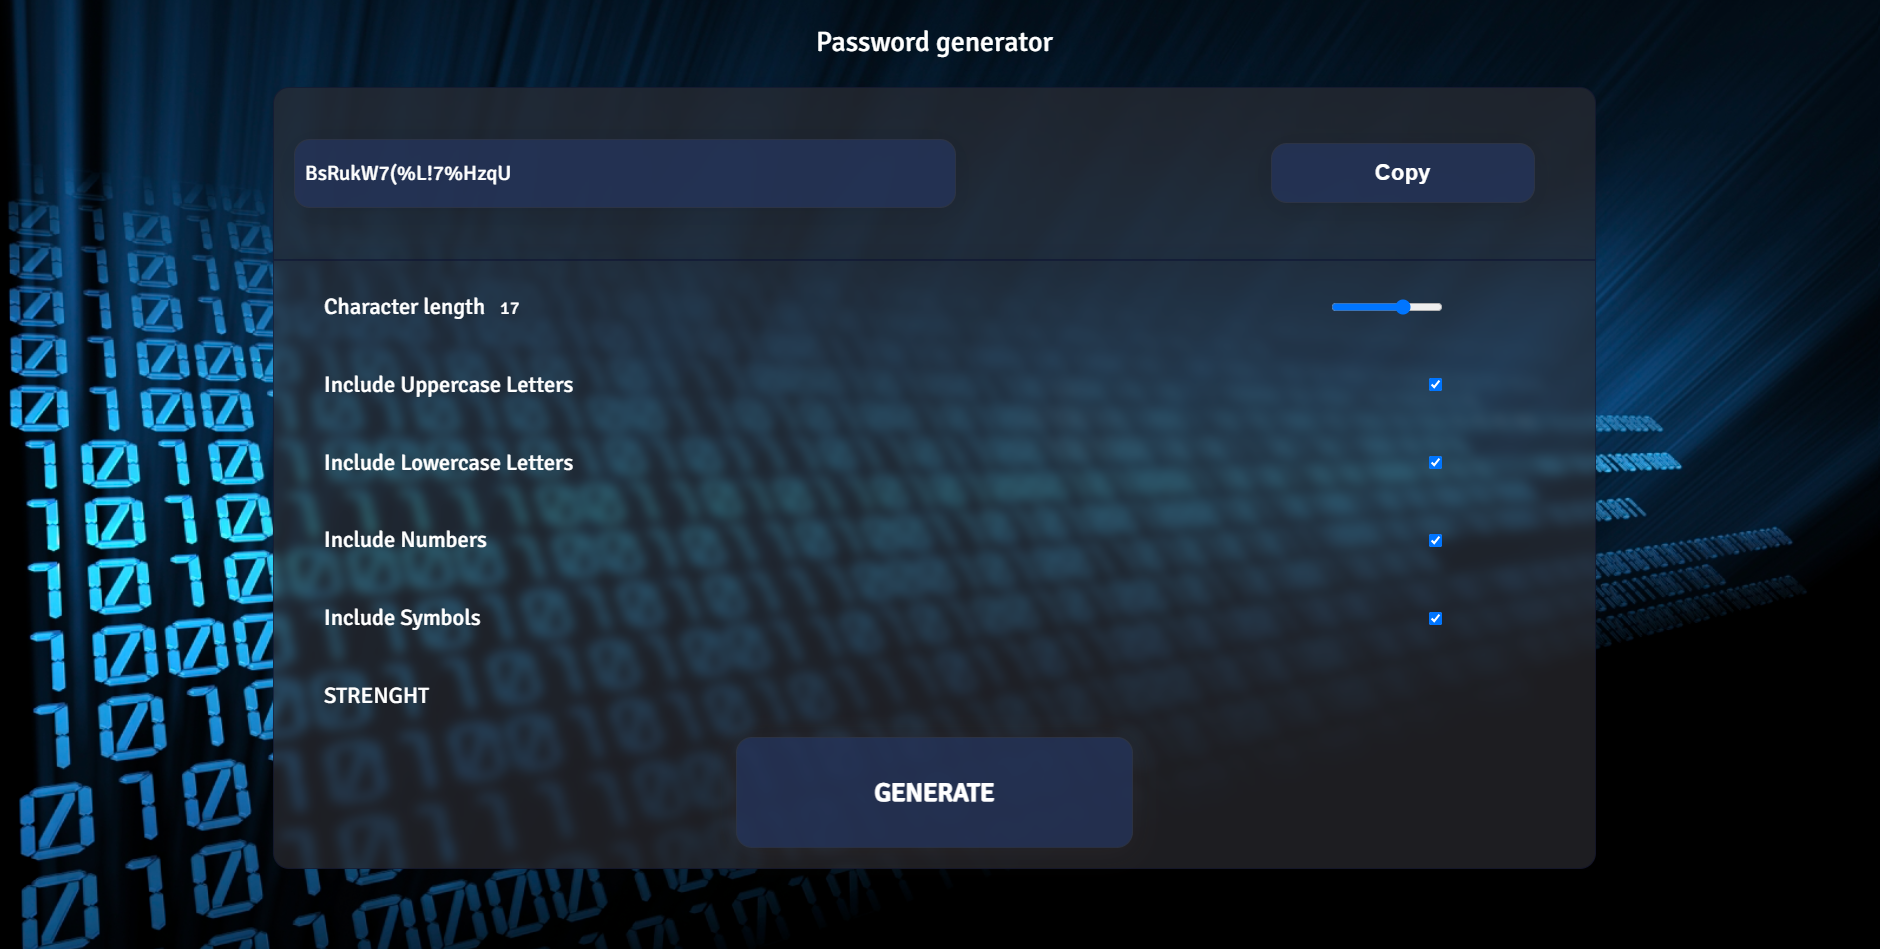 Password generator
BsRukW7(%L!7%HzqU
Copy
Character length 17
Include Uppercase Letters
Include Lowercase Letters
Include Numbers
Include Symbols
STRENGHT
GENERATE